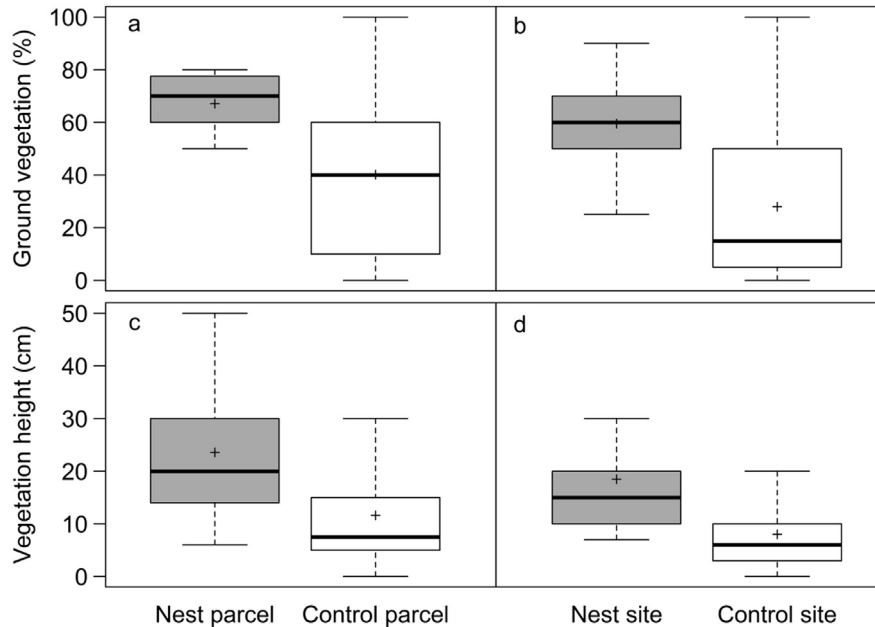 a
b
Ground vegetation (%)
100
80
60
40
20
0
c
d
Vegetation height (cm)
50
40
30
20
10
0
Nest parcel
Control parcel
Nest site
Control site